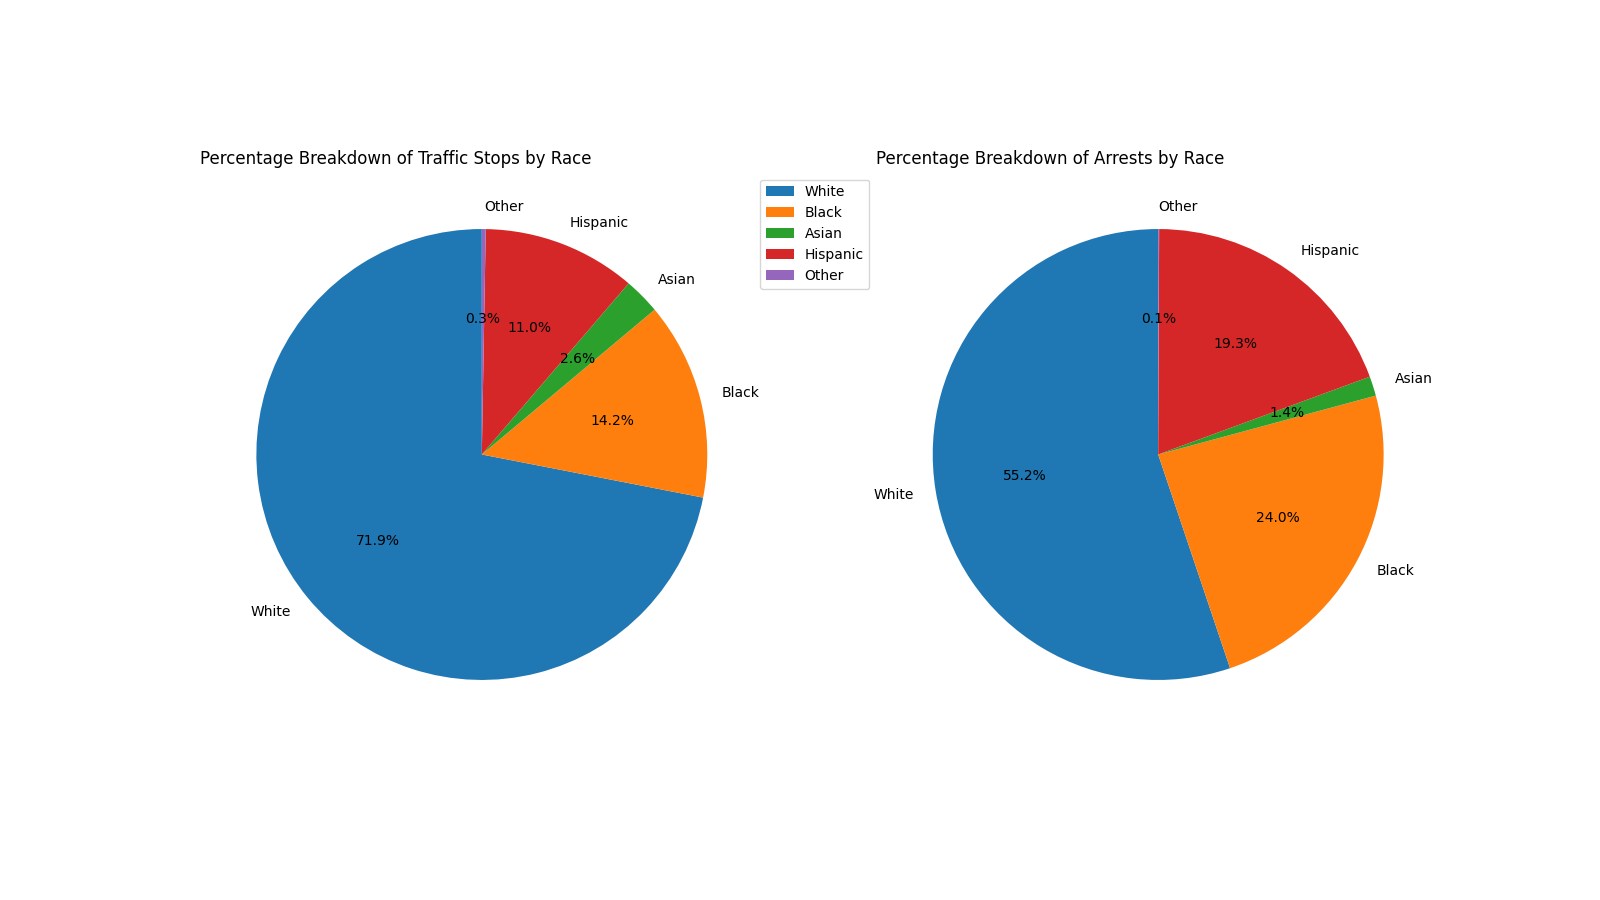 Percentage Breakdown of Traffic Stops by Race
Other
Hispanic
Asian
Black
White
0.3%
11.0%
2.6%
14.2%
71.9%
White
Black
Asian
Hispanic
Other
Percentage Breakdown of Arrests by Race
Other
Hispanic
Asian
Black
White
0.1%
19.3%
1.4%
24.0%
55.2%